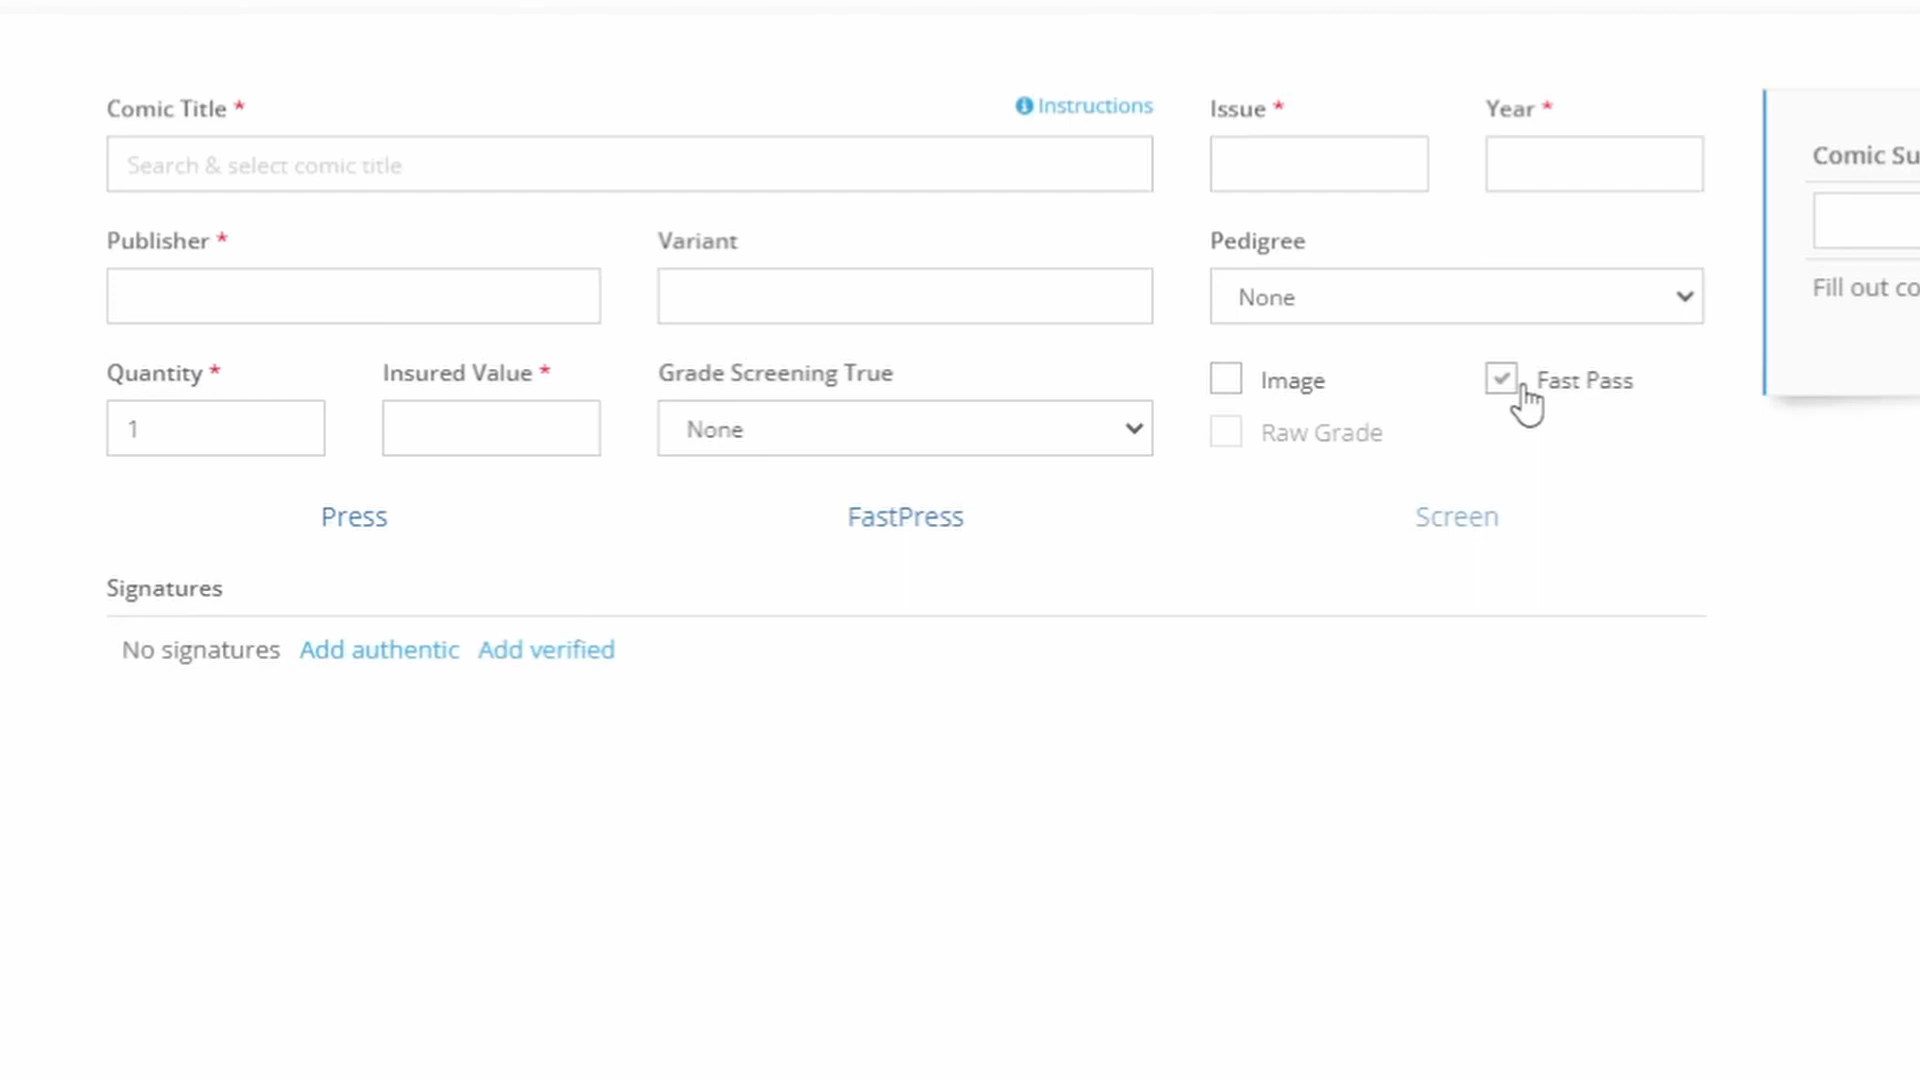 Comic Title *
Instructions
Issue *
Year *
Search & select comic title
Comic Su
Publisher *
Variant
Pedigree
None
Fill out co
Quantity *
Insured Value *
Grade Screening True
Image
Fast Pass
1
None
Raw Grade
Press
FastPress
Screen
Signatures
No signatures Add authentic Add verified